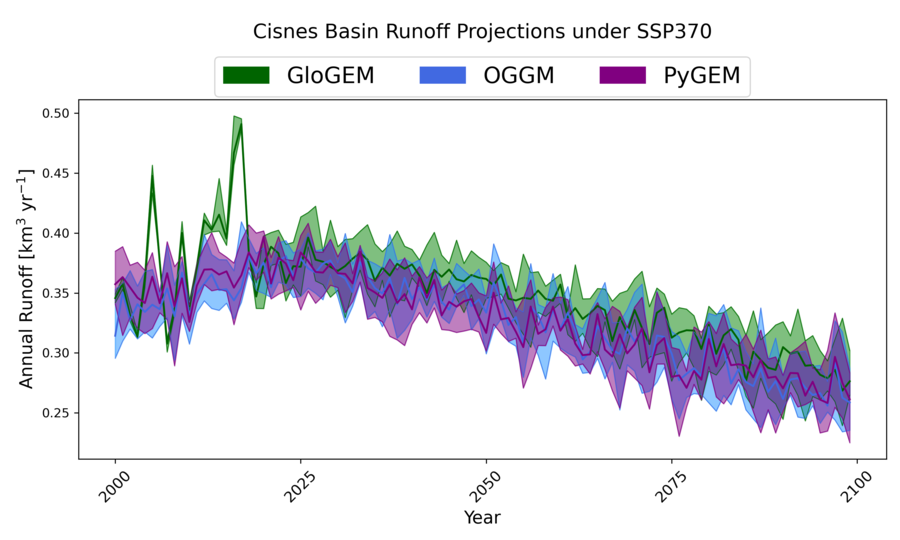 Cisnes Basin Runoff Projections under SSP370
GloGEM OGGM PyGEM
Annual Runoff [km³ yr⁻¹]
0.50
0.45
0.40
0.35
0.30
0.25
2000 2025 2050 2075 2100
Year